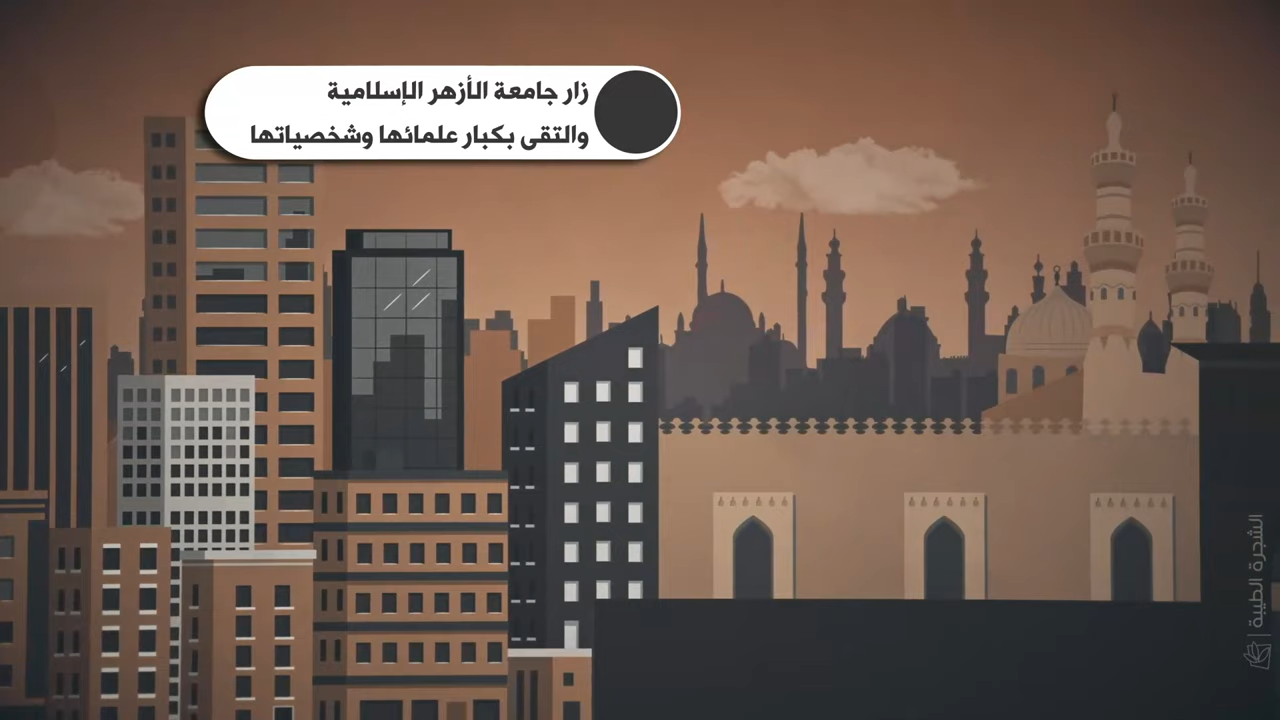 زار جامعة الأزهر الإسلامية
والتقى بكبار علمائها وشخصياتها
الشجرة الطيبة